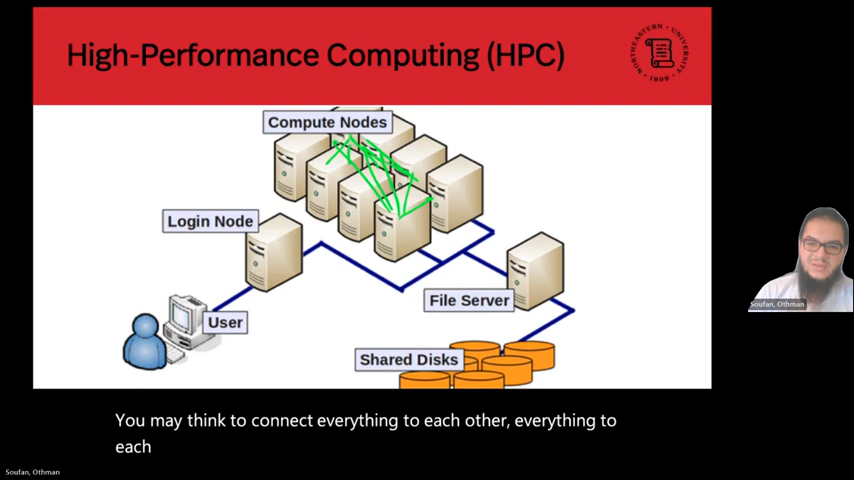 High-Performance Computing (HPC)
NORTHEASTERN · UNIVERSITY
1898
Compute Nodes
Login Node
User
File Server
Shared Disks
Soufan, Othman
You may think to connect everything to each other, everything to
each
Soufan, Othman